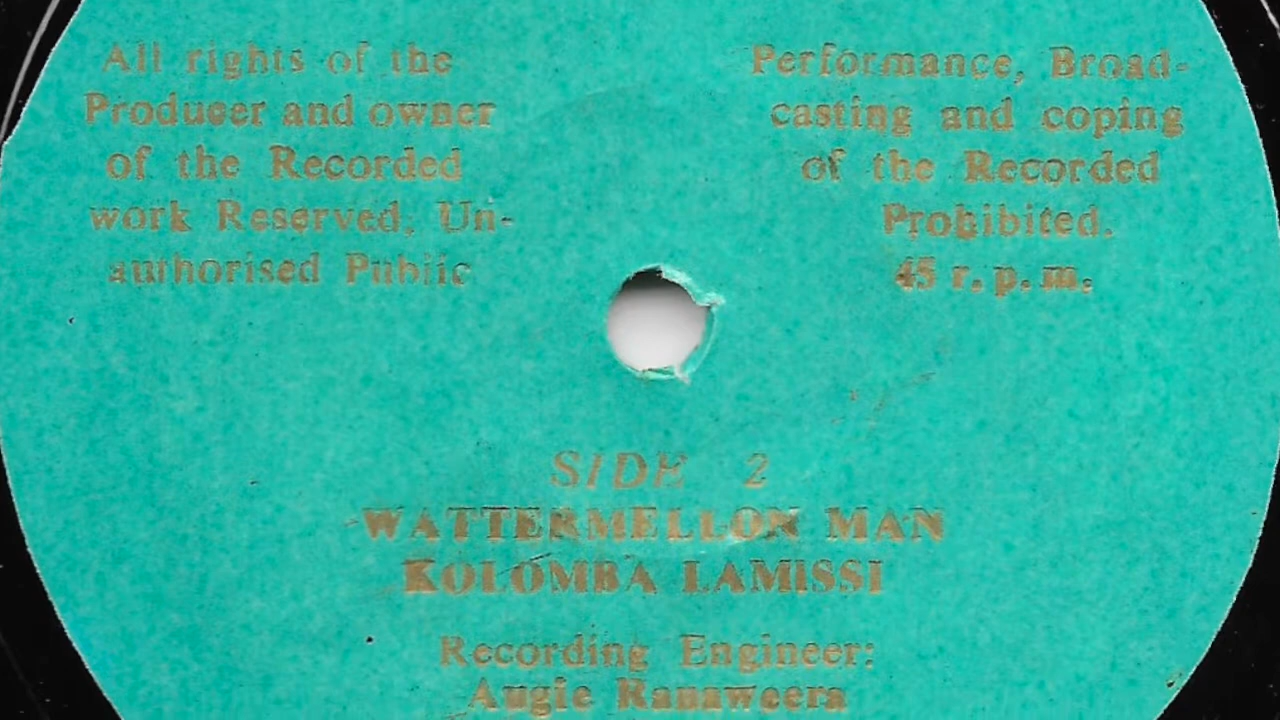 All rights of the
Producer and owner
of the Recorded
work Reserved, Un-
authorised Public
Performance, Broad-
casting and coping
of the Recorded
Prohibited.
45 r.p.m.
SIDE 2
WATTERMELLON MAN
KOLOMBA LAMISSI
Recording Engineer:
Augie Ranaweera